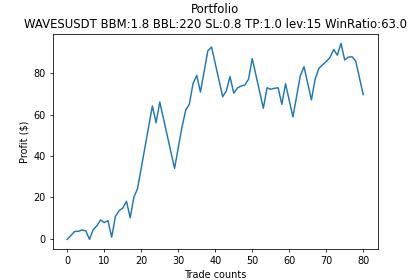 Portfolio
WAVESUSDT BBM:1.8 BBL:220 SL:0.8 TP:1.0 lev:15 WinRatio:63.0
Profit ($)
80
60
40
20
0
0 10 20 30 40 50 60 70 80
Trade counts